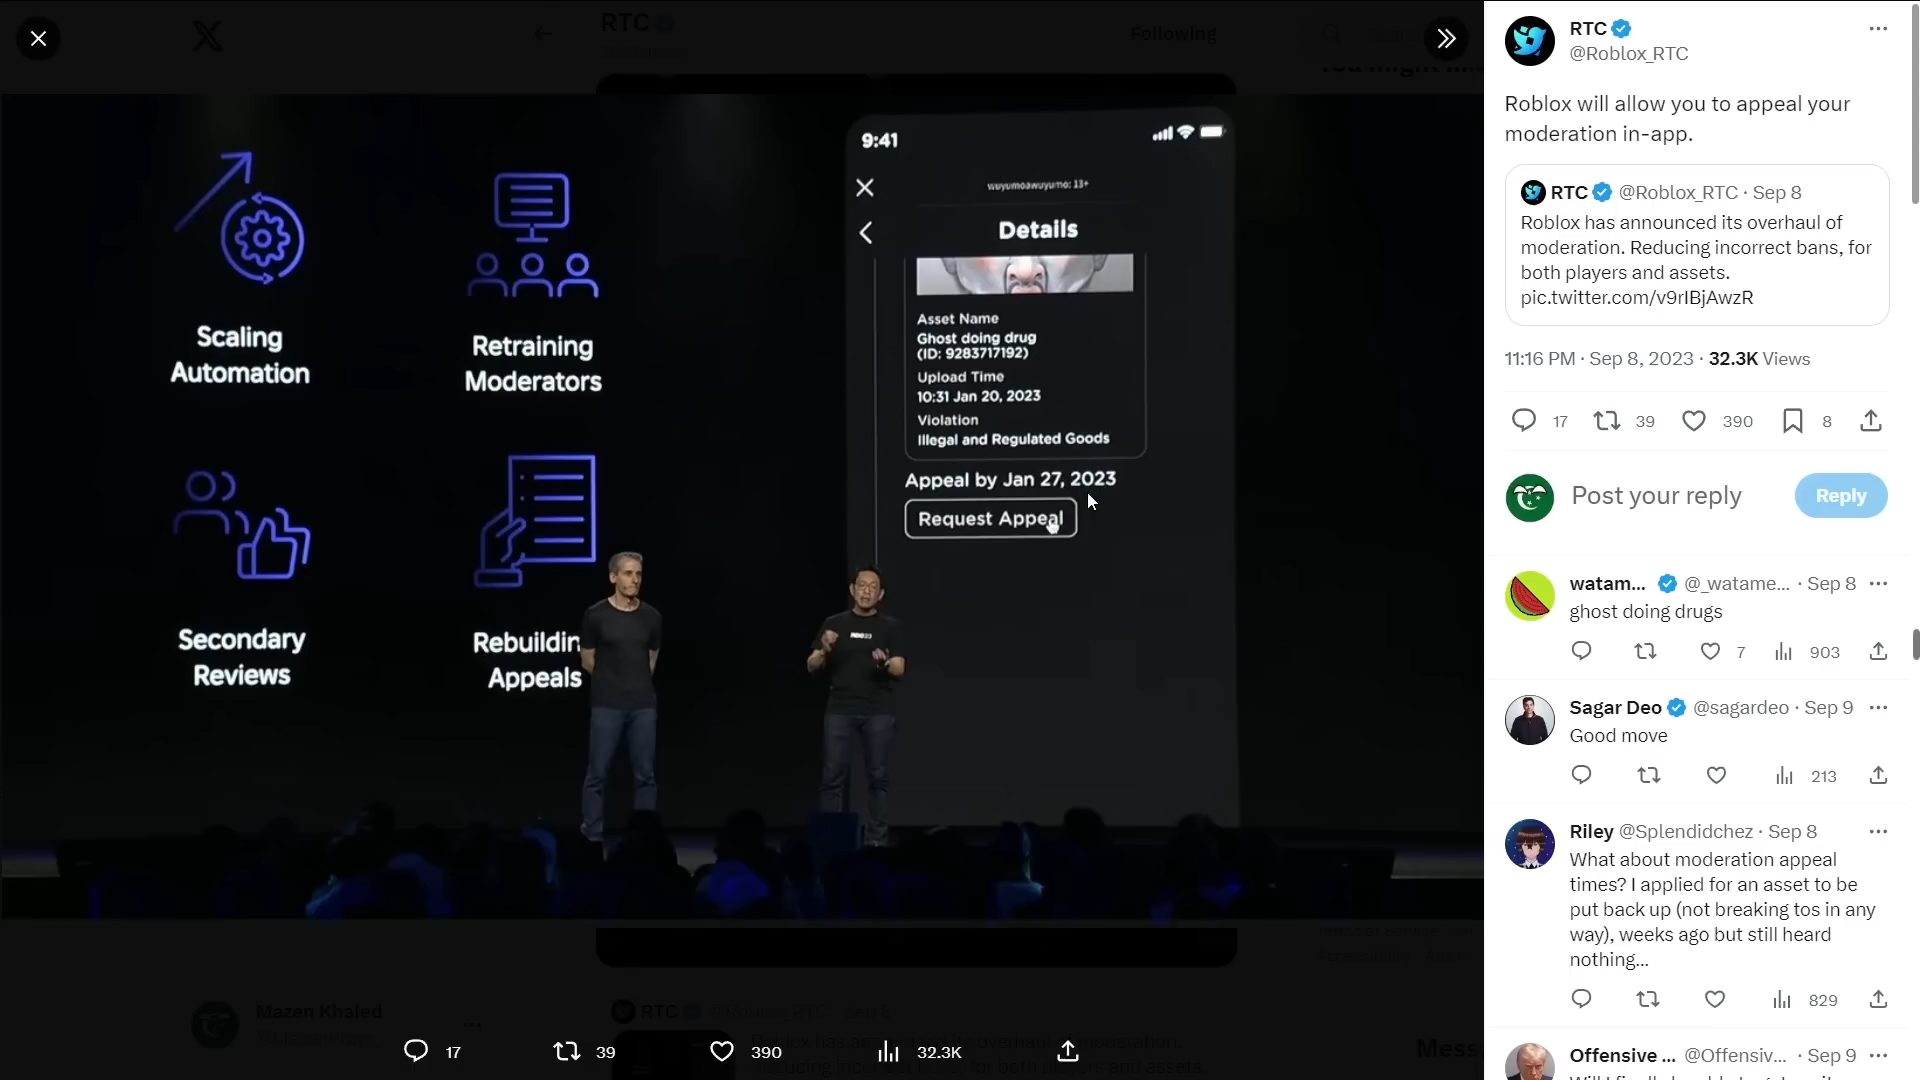 RTC
Following
9:41
wuyumoawuyumo: 13+
Details
Asset Name
Ghost doing drug
(ID: 9283717192)
Upload Time
10:31 Jan 20, 2023
Violation
Illegal and Regulated Goods
Appeal by Jan 27, 2023
Request Appeal
Scaling
Automation
Retraining
Moderators
Secondary
Reviews
Rebuildin
Appeals
RDC23
Mazen Khaled
17
39
390
32.3K
RTC
@Roblox_RTC
Roblox will allow you to appeal your
moderation in-app.
RTC @Roblox_RTC · Sep 8
Roblox has announced its overhaul of
moderation. Reducing incorrect bans, for
both players and assets.
pic.twitter.com/v9rIBjAwzR
11:16 PM · Sep 8, 2023 · 32.3K Views
17 39 390 8
Post your reply
Reply
watam... @_watame... · Sep 8
ghost doing drugs
7 903
Sagar Deo @sagardeo · Sep 9
Good move
213
Riley @Splendidchez · Sep 8
What about moderation appeal
times? I applied for an asset to be
put back up (not breaking tos in any
way), weeks ago but still heard
nothing...
829
Offensive ... @Offensiv... · Sep 9